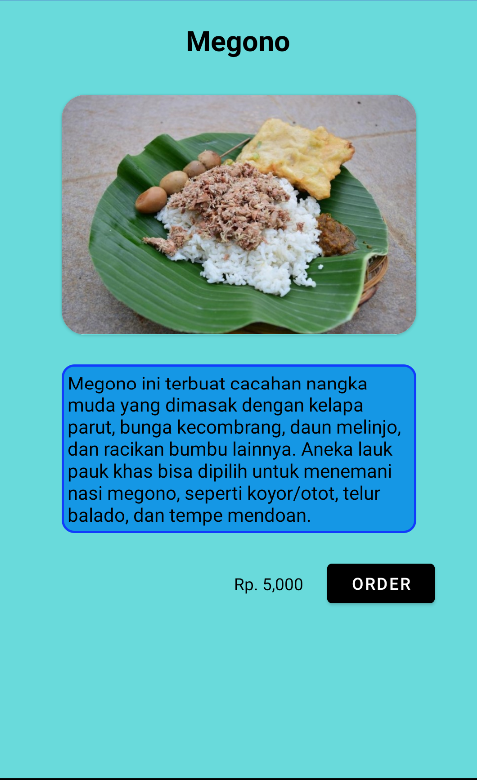 Megono
Megono ini terbuat cacahan nangka
muda yang dimasak dengan kelapa
parut, bunga kecombrang, daun melinjo,
dan racikan bumbu lainnya. Aneka lauk
pauk khas bisa dipilih untuk menemani
nasi megono, seperti koyor/otot, telur
balado, dan tempe mendoan.
Rp. 5,000
ORDER